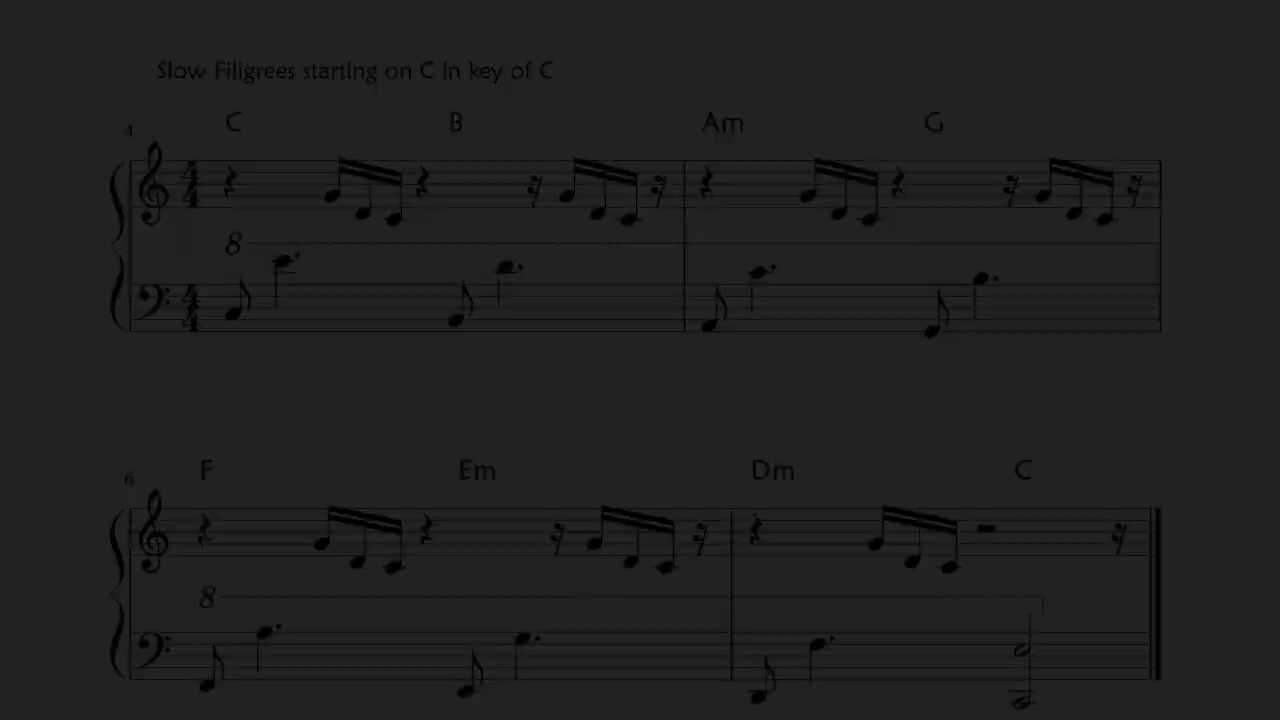 Slow Filigrees starting on C in key of C
4 C B Am G
8
6 F Em Dm C
8